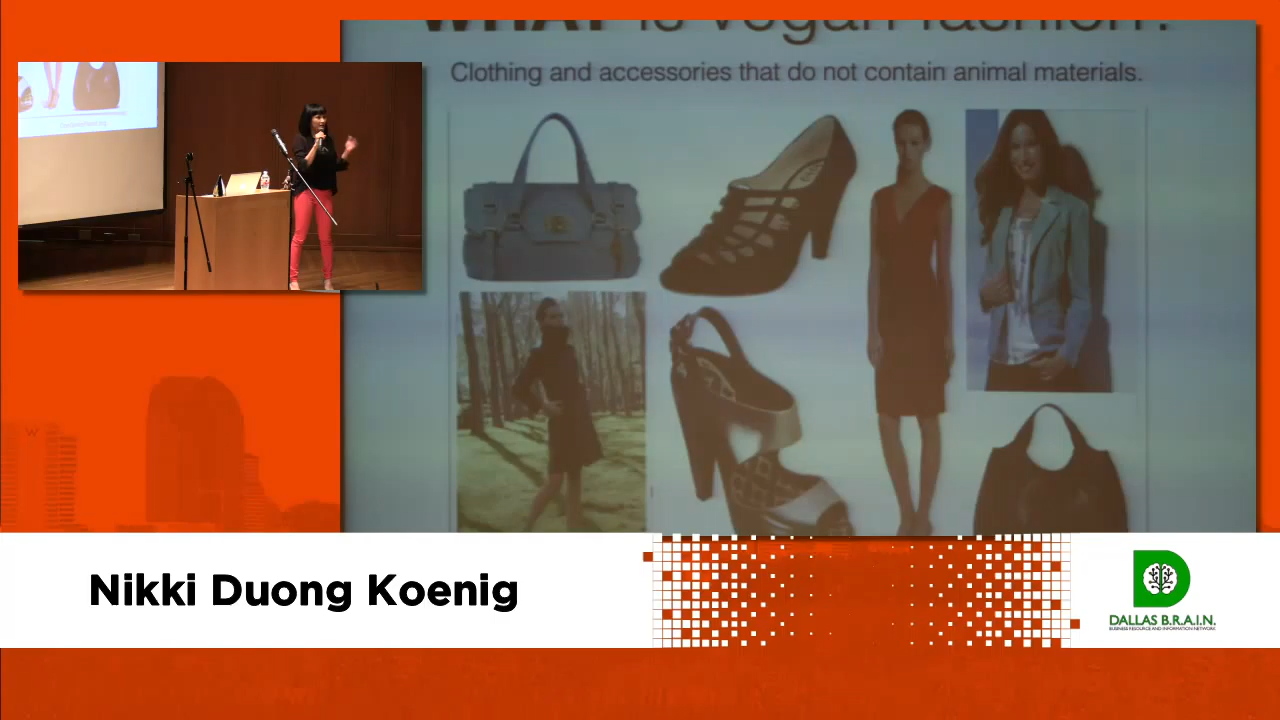 WHAT is vegan fashion?
Clothing and accessories that do not contain animal materials.
W
Nikki Duong Koenig
D
DALLAS B.R.A.I.N.
BUSINESS RESOURCE AND INFORMATION NETWORK